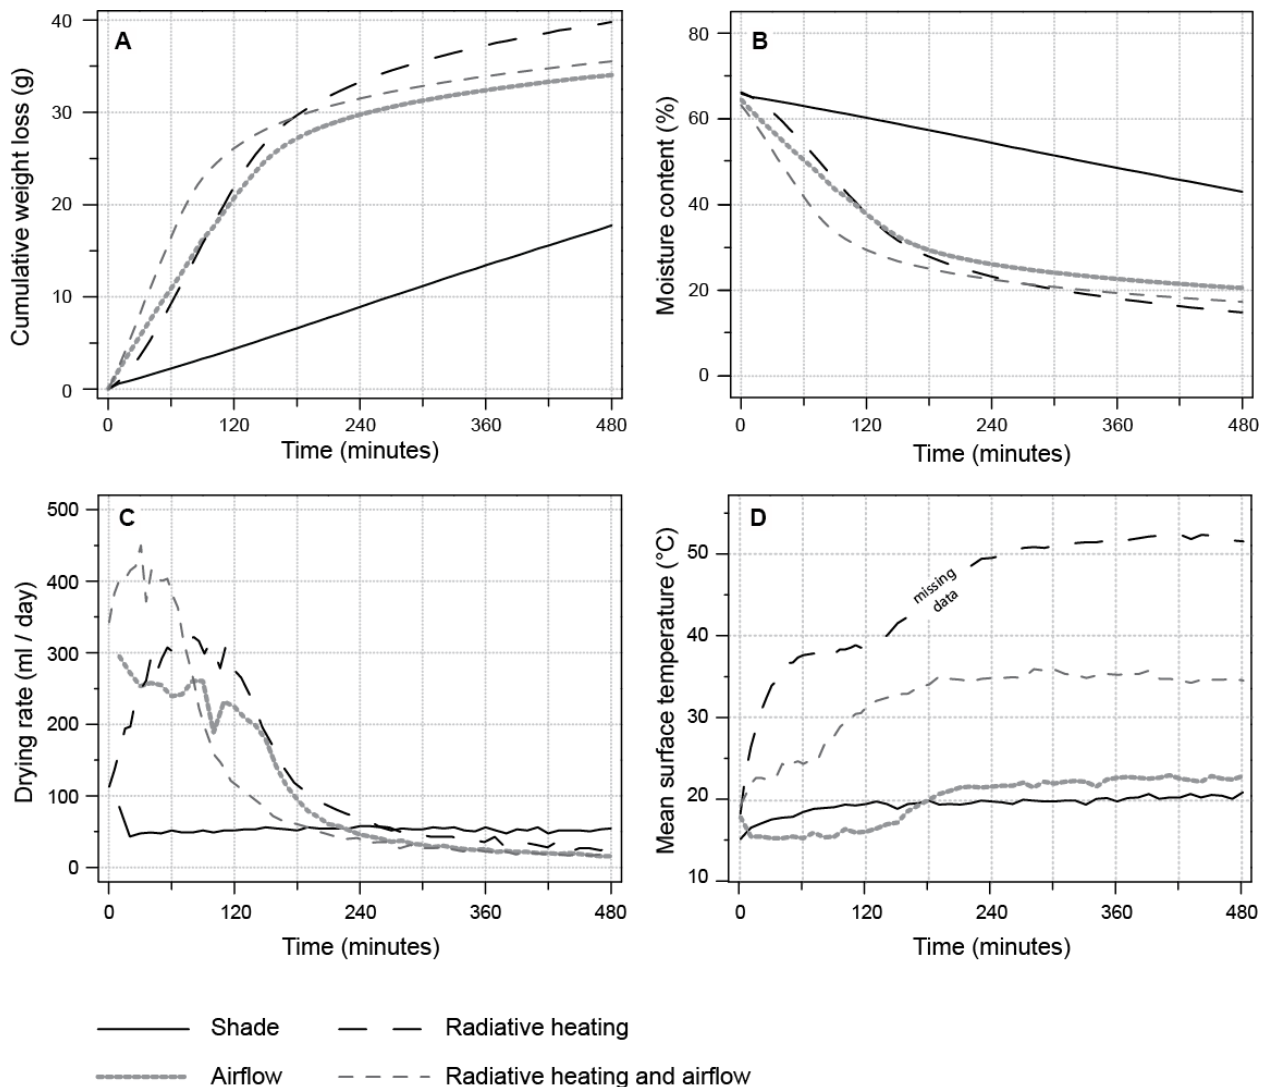 A
Cumulative weight loss (g)
40
30
20
10
0
0 120 240 360 480
Time (minutes)
B
Moisture content (%)
80
60
40
20
0
0 120 240 360 480
Time (minutes)
C
Drying rate (ml / day)
500
400
300
200
100
0
0 120 240 360 480
Time (minutes)
D
Mean surface temperature (°C)
50
40
30
20
10
missing
data
0 120 240 360 480
Time (minutes)
Shade
Radiative heating
Airflow
Radiative heating and airflow